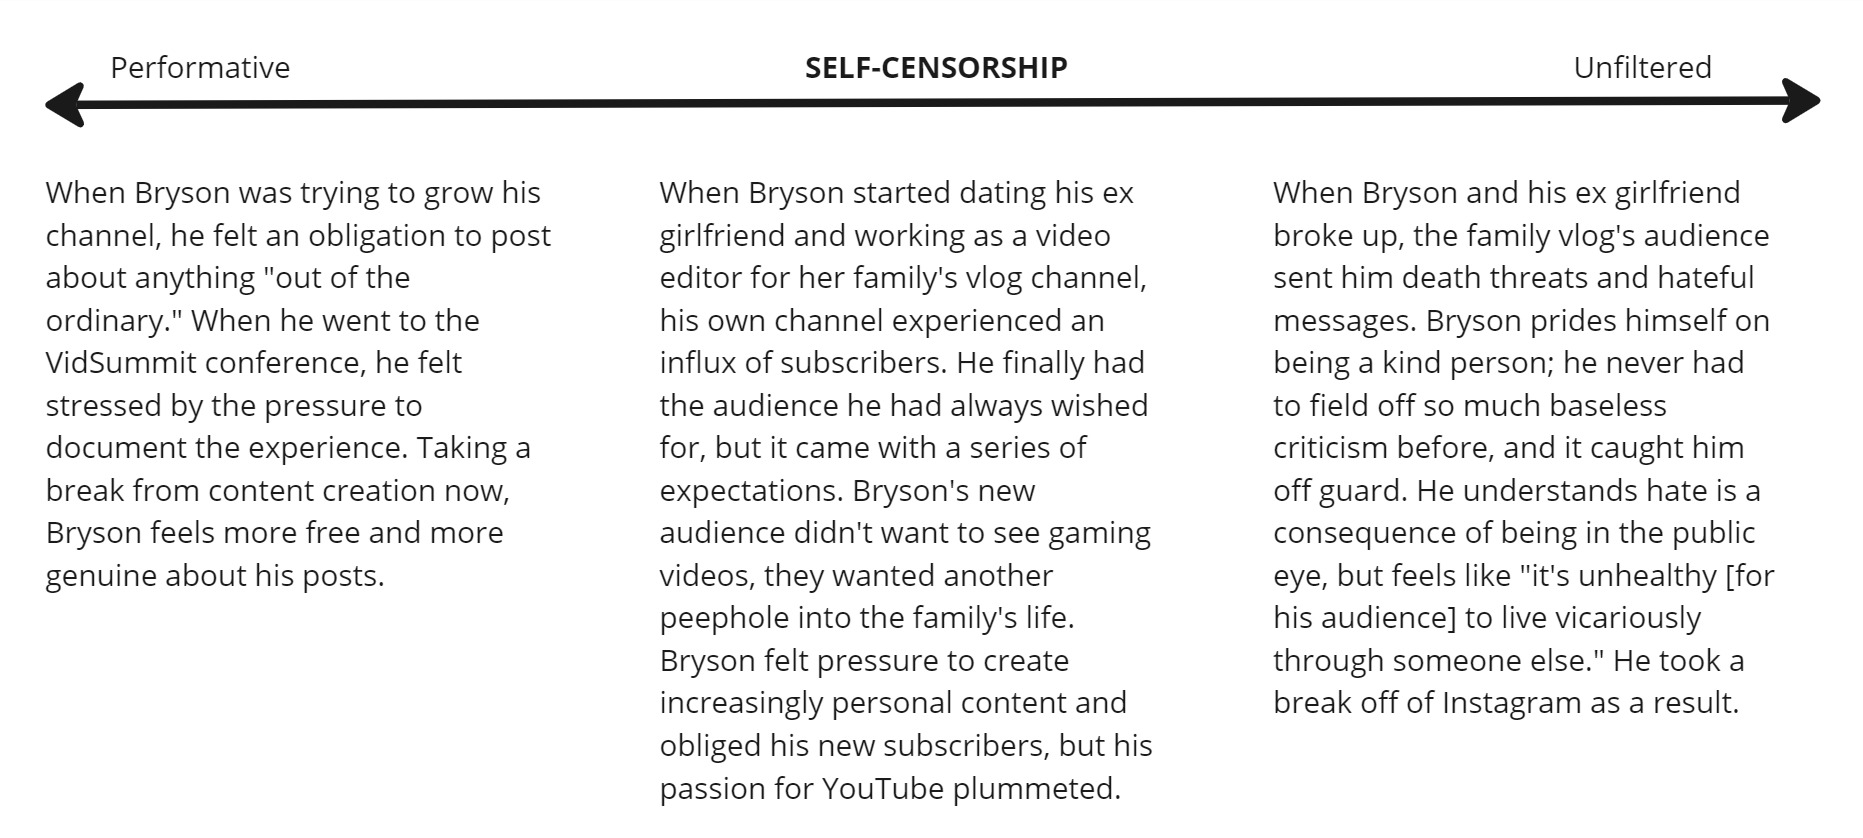 Performative
SELF-CENSORSHIP
Unfiltered
When Bryson was trying to grow his
channel, he felt an obligation to post
about anything "out of the
ordinary." When he went to the
VidSummit conference, he felt
stressed by the pressure to
document the experience. Taking a
break from content creation now,
Bryson feels more free and more
genuine about his posts.
When Bryson started dating his ex
girlfriend and working as a video
editor for her family's vlog channel,
his own channel experienced an
influx of subscribers. He finally had
the audience he had always wished
for, but it came with a series of
expectations. Bryson's new
audience didn't want to see gaming
videos, they wanted another
peephole into the family's life.
Bryson felt pressure to create
increasingly personal content and
obliged his new subscribers, but his
passion for YouTube plummeted.
When Bryson and his ex girlfriend
broke up, the family vlog's audience
sent him death threats and hateful
messages. Bryson prides himself on
being a kind person; he never had
to field off so much baseless
criticism before, and it caught him
off guard. He understands hate is a
consequence of being in the public
eye, but feels like "it's unhealthy [for
his audience] to live vicariously
through someone else." He took a
break off of Instagram as a result.